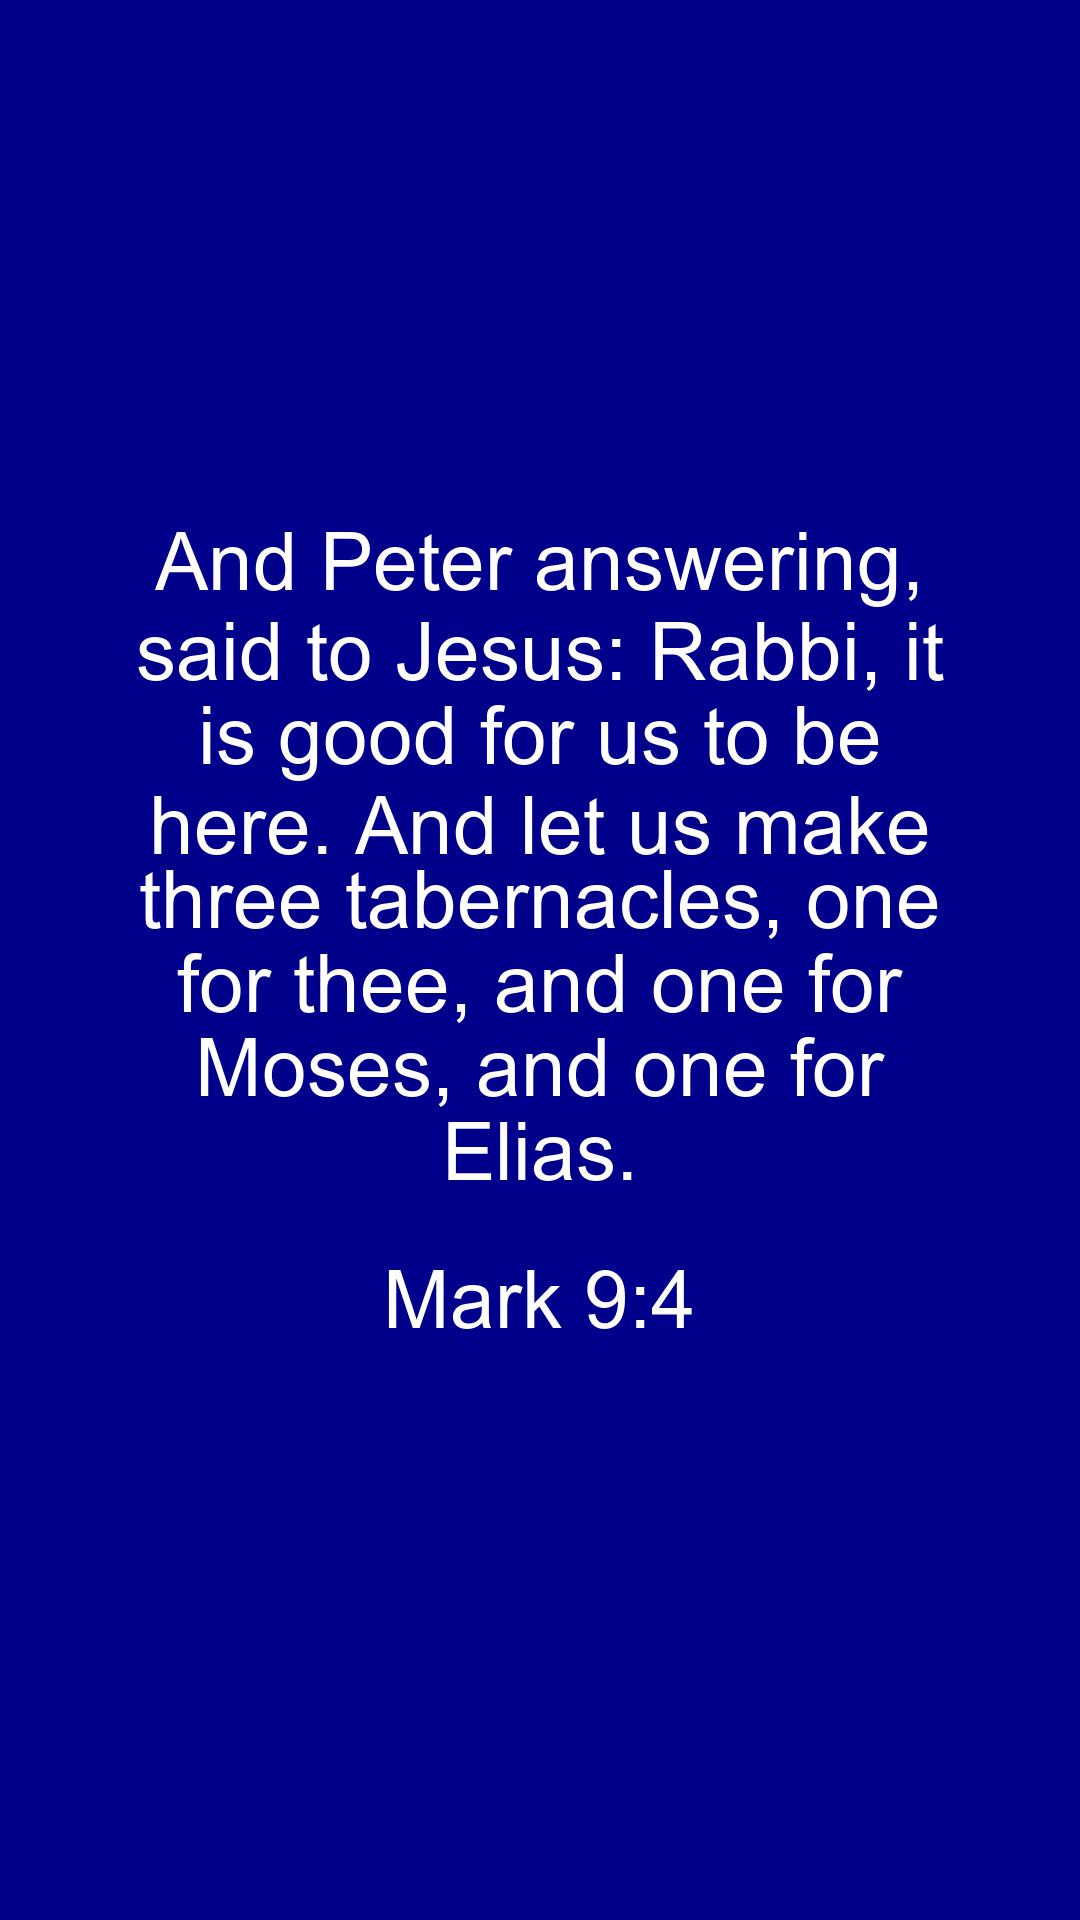 And Peter answering,
said to Jesus: Rabbi, it
is good for us to be
here. And let us make
three tabernacles, one
for thee, and one for
Moses, and one for
Elias.
Mark 9:4